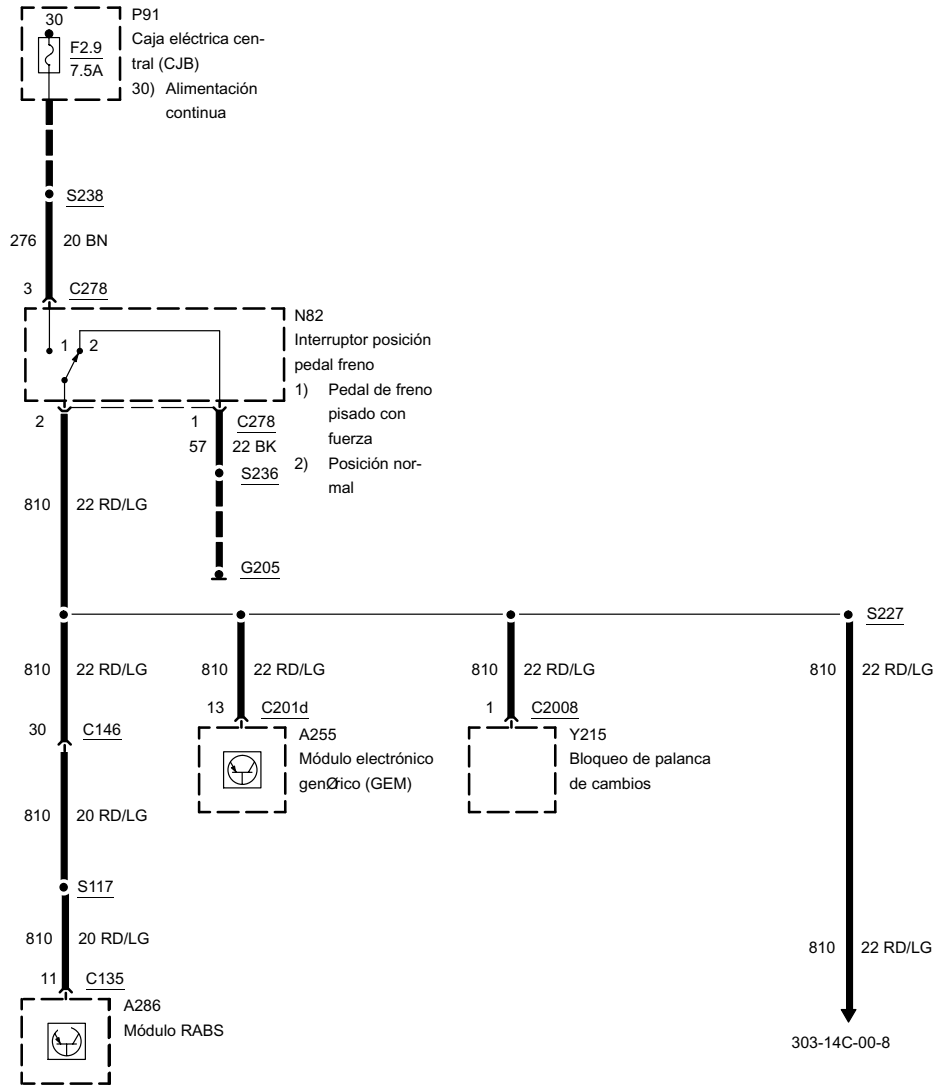 30
F2.9
7.5A
P91
Caja eléctrica cen-
tral (CJB)
30) Alimentación
continua
S238
276
20 BN
3
C278
N82
Interruptor posición
pedal freno
1) Pedal de freno
pisado con
fuerza
2) Posición nor-
mal
1
2
2
1
C278
57
22 BK
S236
810
22 RD/LG
G205
S227
810
22 RD/LG
810
22 RD/LG
810
22 RD/LG
810
22 RD/LG
30
C146
13
C201d
1
C2008
A255
Módulo electrónico
genØrico (GEM)
Y215
Bloqueo de palanca
de cambios
810
20 RD/LG
S117
810
20 RD/LG
810
22 RD/LG
11
C135
A286
Módulo RABS
303-14C-00-8